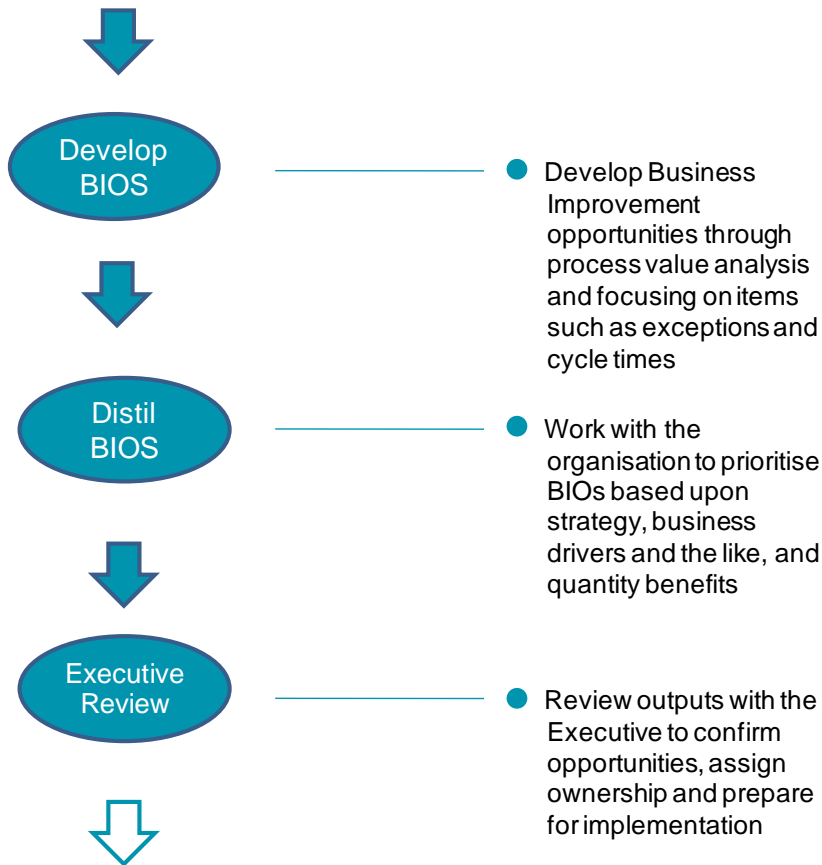 Develop
BIOS
Develop Business
Improvement
opportunities through
process value analysis
and focusing on items
such as exceptions and
cycle times
Distil
BIOS
Work with the
organisation to prioritise
BIOs based upon
strategy, business
drivers and the like, and
quantity benefits
Executive
Review
Review outputs with the
Executive to confirm
opportunities, assign
ownership and prepare
for implementation